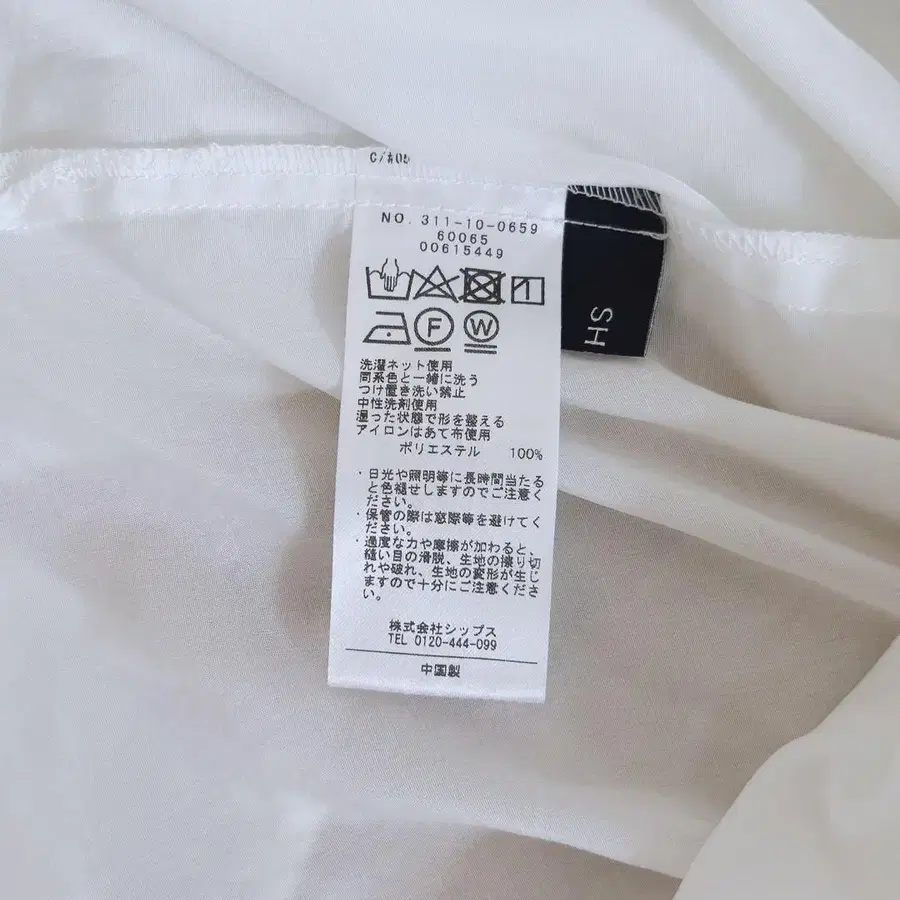 NO. 311-10-0659
60065
00615449
F
W
洗濯ネット使用
同系色と一緒に洗う
つけ置き洗い禁止
中性洗剤使用
湿った状態で形を整える
アイロンはあて布使用
ポリエステル 100%
・日光や照明等に長時間当たる
と色褪せしますのでご注意く
ださい。
・保管の際は窓際等を避けてく
ださい。
・過度な力や摩擦が加わると、
縫い目の滑脱、生地の擦り切
れや破れ、生地の変形が生じ
ますので十分にご注意くださ
い。
株式会社シップス
TEL 0120-444-099
中国製
SH